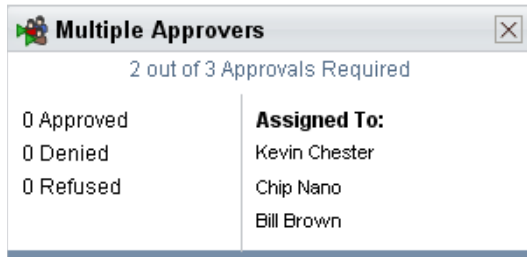 Multiple Approvers
2 out of 3 Approvals Required
0 Approved
0 Denied
0 Refused
Assigned To:
Kevin Chester
Chip Nano
Bill Brown